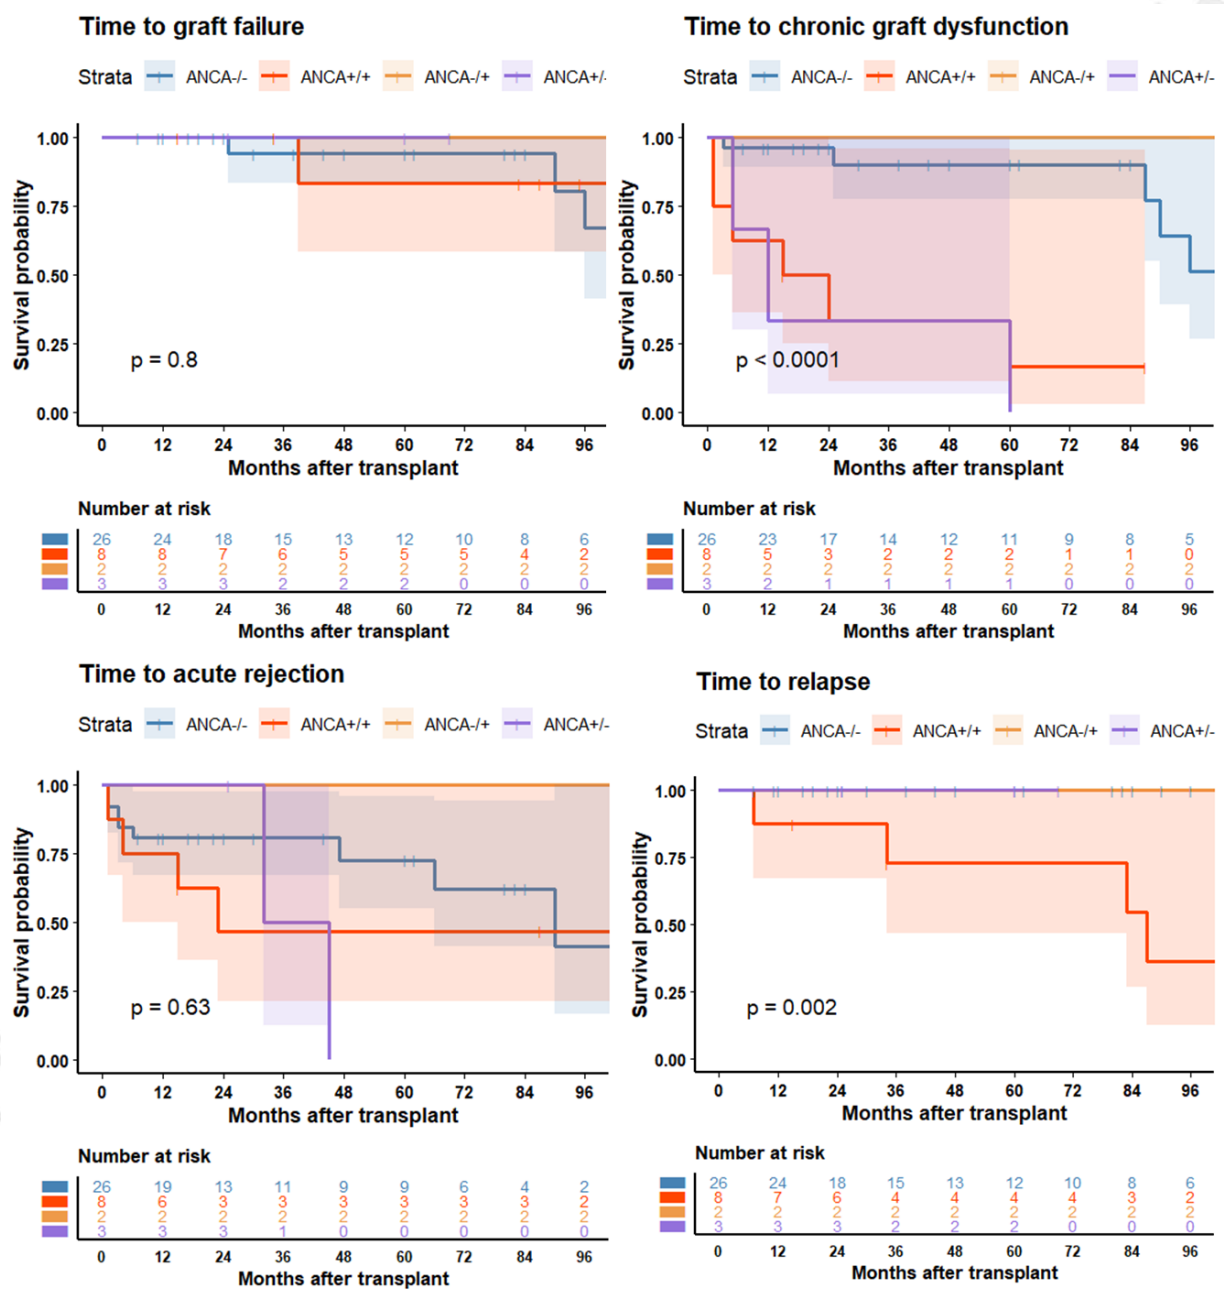 Time to graft failure
Strata ANCA-/- ANCA+/+ ANCA-/+ ANCA+/-
Survival probability
1.00
0.75
0.50
0.25
0.00
p = 0.8
0 12 24 36 48 60 72 84 96
Months after transplant
Number at risk
26 24 18 15 13 12 10 8 6
8 8 7 6 5 5 5 4 2
2 2 2 2 2 2 2 2 2
3 3 3 2 2 2 0 0 0
0 12 24 36 48 60 72 84 96
Months after transplant
Time to chronic graft dysfunction
Strata ANCA-/- ANCA+/+ ANCA-/+ ANCA+/-
Survival probability
1.00
0.75
0.50
0.25
0.00
p < 0.0001
0 12 24 36 48 60 72 84 96
Months after transplant
Number at risk
26 23 17 14 12 11 9 8 5
8 5 3 2 2 2 1 1 0
2 2 2 2 2 2 2 2 2
3 2 1 1 1 1 0 0 0
0 12 24 36 48 60 72 84 96
Months after transplant
Time to acute rejection
Strata ANCA-/- ANCA+/+ ANCA-/+ ANCA+/-
Survival probability
1.00
0.75
0.50
0.25
0.00
p = 0.63
0 12 24 36 48 60 72 84 96
Months after transplant
Number at risk
26 19 13 11 9 9 6 4 2
8 6 3 3 3 3 3 3 2
2 2 2 2 2 2 2 2 2
3 3 3 1 0 0 0 0 0
0 12 24 36 48 60 72 84 96
Months after transplant
Time to relapse
Strata ANCA-/- ANCA+/+ ANCA-/+ ANCA+/-
Survival probability
1.00
0.75
0.50
0.25
0.00
p = 0.002
0 12 24 36 48 60 72 84 96
Months after transplant
Number at risk
26 24 18 15 13 12 10 8 6
8 7 6 4 4 4 4 3 2
2 2 2 2 2 2 2 2 2
3 3 3 2 2 2 0 0 0
0 12 24 36 48 60 72 84 96
Months after transplant